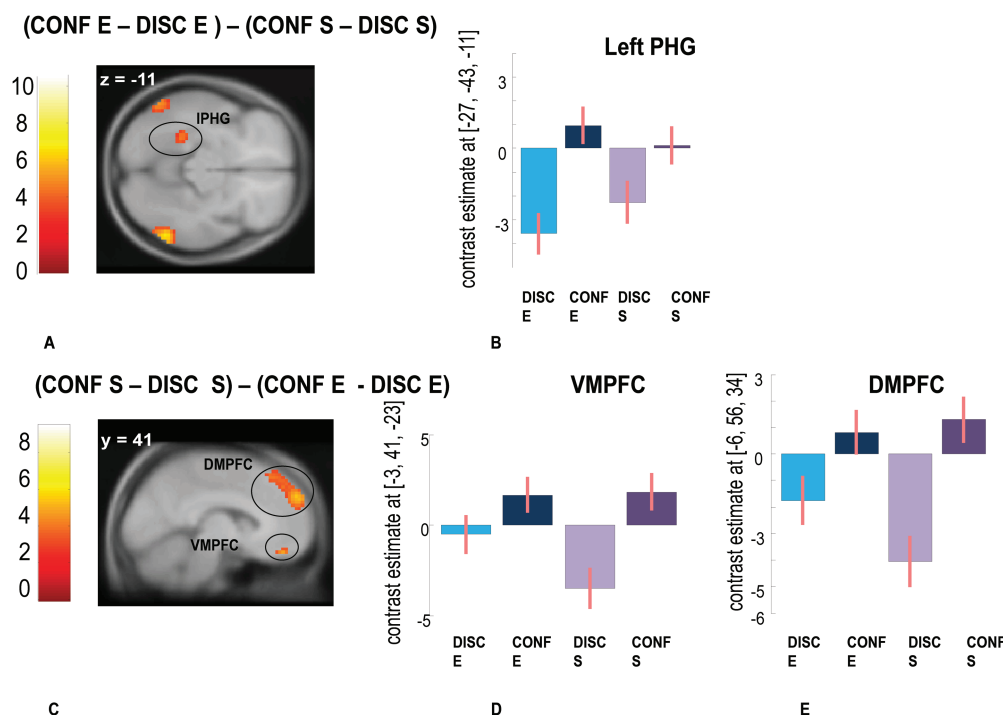 (CONF E – DISC E ) – (CONF S – DISC S)
10
8
6
4
2
0
z = -11
lPHG
A
Left PHG
contrast estimate at [-27, -43, -11]
3
0
-3
DISC E
CONF E
DISC S
CONF S
B
(CONF S – DISC S) – (CONF E - DISC E)
8
6
4
2
0
y = 41
DMPFC
VMPFC
C
VMPFC
contrast estimate at [-3, 41, -23]
5
0
-5
DISC E
CONF E
DISC S
CONF S
D
DMPFC
contrast estimate at [-6, 56, 34]
3
0
-3
-5
-6
DISC E
CONF E
DISC S
CONF S
E